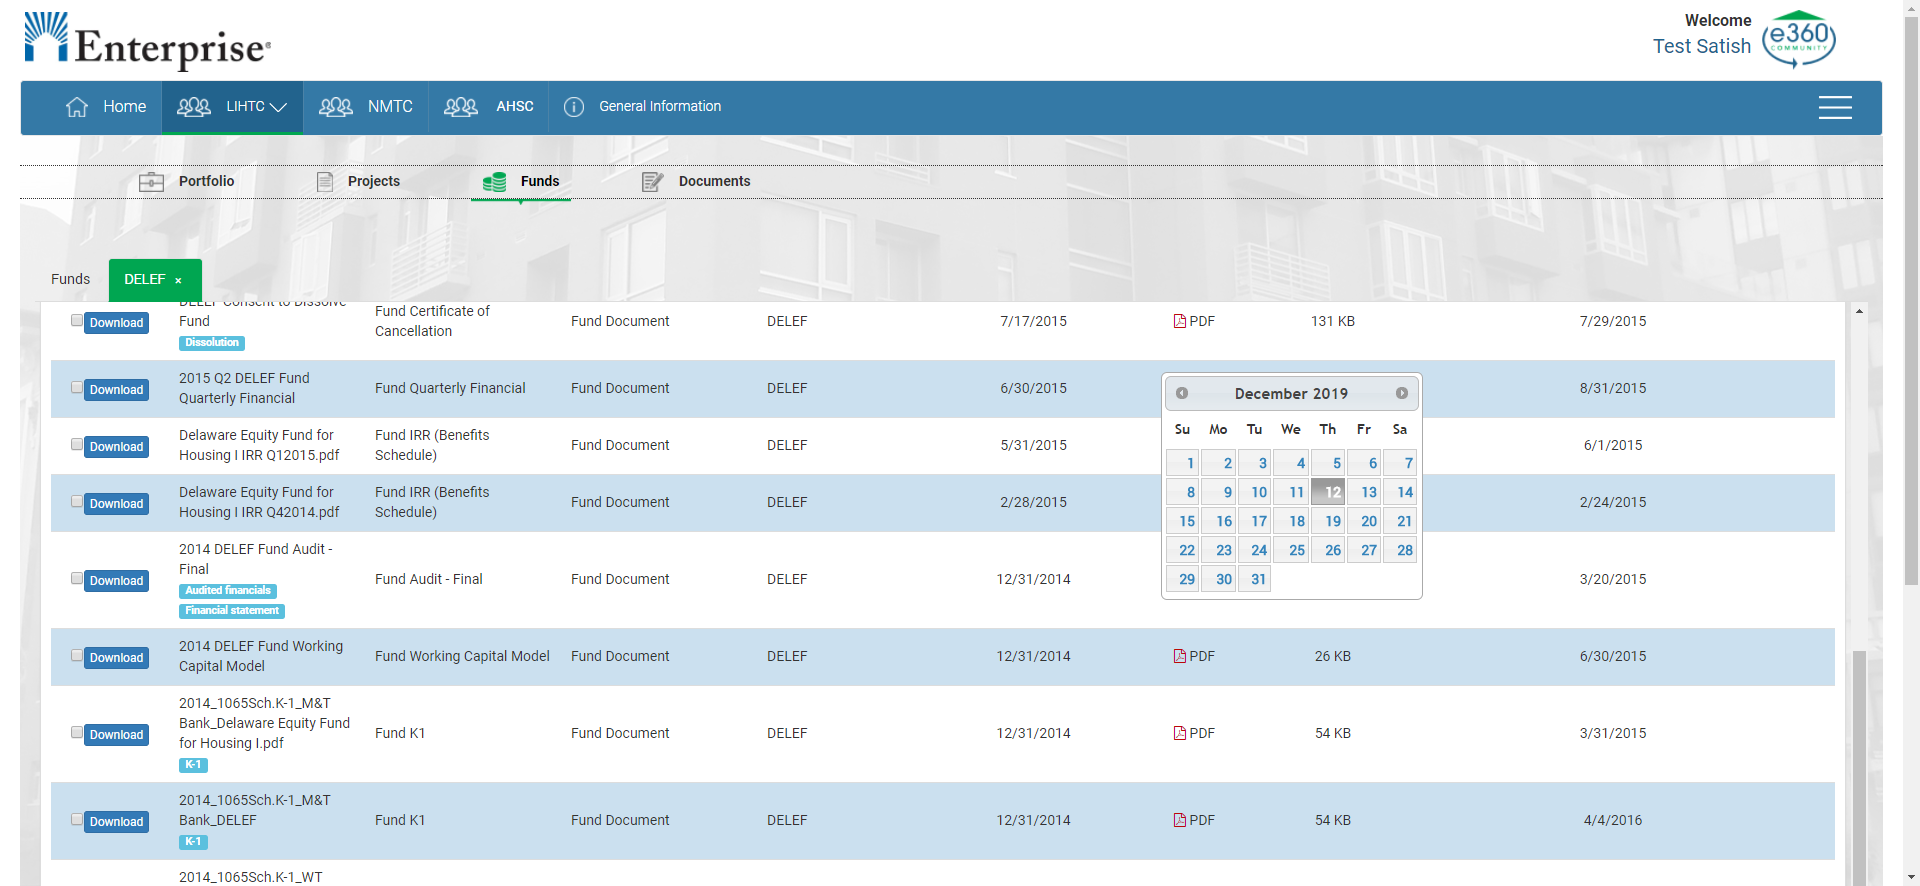 Enterprise
Welcome
Test Satish
e360
COMMUNITY
Home
LIHTC
NMTC
AHSC
General Information
Portfolio
Projects
Funds
Documents
Funds
DELEF ×
DELEF Consent to Dissolve
Download Fund Fund Certificate of Cancellation Fund Document DELEF 7/17/2015 PDF 131 KB 7/29/2015
Dissolution
Download 2015 Q2 DELEF Fund Fund Quarterly Financial Fund Document DELEF 6/30/2015 8/31/2015
Quarterly Financial
Download Delaware Equity Fund for Fund IRR (Benefits Fund Document DELEF 5/31/2015 6/1/2015
Housing I IRR Q12015.pdf Schedule)
Download Delaware Equity Fund for Fund IRR (Benefits Fund Document DELEF 2/28/2015 2/24/2015
Housing I IRR Q42014.pdf Schedule)
Download 2014 DELEF Fund Audit - Fund Audit - Final Fund Document DELEF 12/31/2014 3/20/2015
Final
Audited financials
Financial statement
Download 2014 DELEF Fund Working Fund Working Capital Model Fund Document DELEF 12/31/2014 PDF 26 KB 6/30/2015
Capital Model
Download 2014_1065Sch.K-1_M&T Fund K1 Fund Document DELEF 12/31/2014 PDF 54 KB 3/31/2015
Bank_Delaware Equity Fund
for Housing I.pdf
K-1
Download 2014_1065Sch.K-1_M&T Fund K1 Fund Document DELEF 12/31/2014 PDF 54 KB 4/4/2016
Bank_DELEF
K-1
2014_1065Sch.K-1_WT
December 2019
Su Mo Tu We Th Fr Sa
1 2 3 4 5 6 7
8 9 10 11 12 13 14
15 16 17 18 19 20 21
22 23 24 25 26 27 28
29 30 31